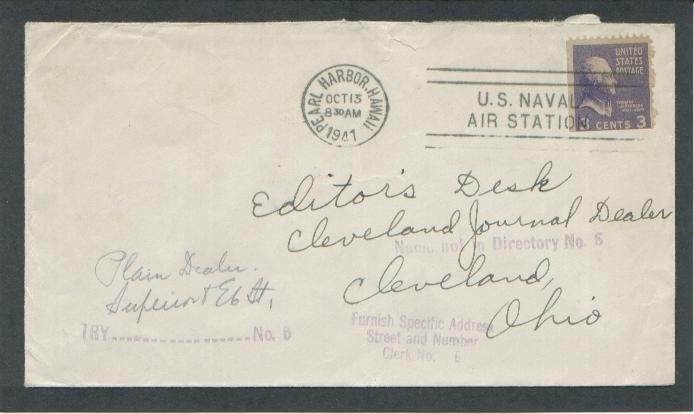 PEARL HARBOR, HAWAII
OCT 13
8 30 AM
1941
U.S. NAVAL
AIR STATION
UNITED
STATES
POSTAGE
3 CENTS 3
Editor's Desk
Cleveland Journal Dealer
Name not in Directory No. 6
Cleveland,
Ohio
Plain Dealer.
Superior & E6 St,
TRY No. 6
Furnish Specific Address
Street and Number
Clerk No. 6